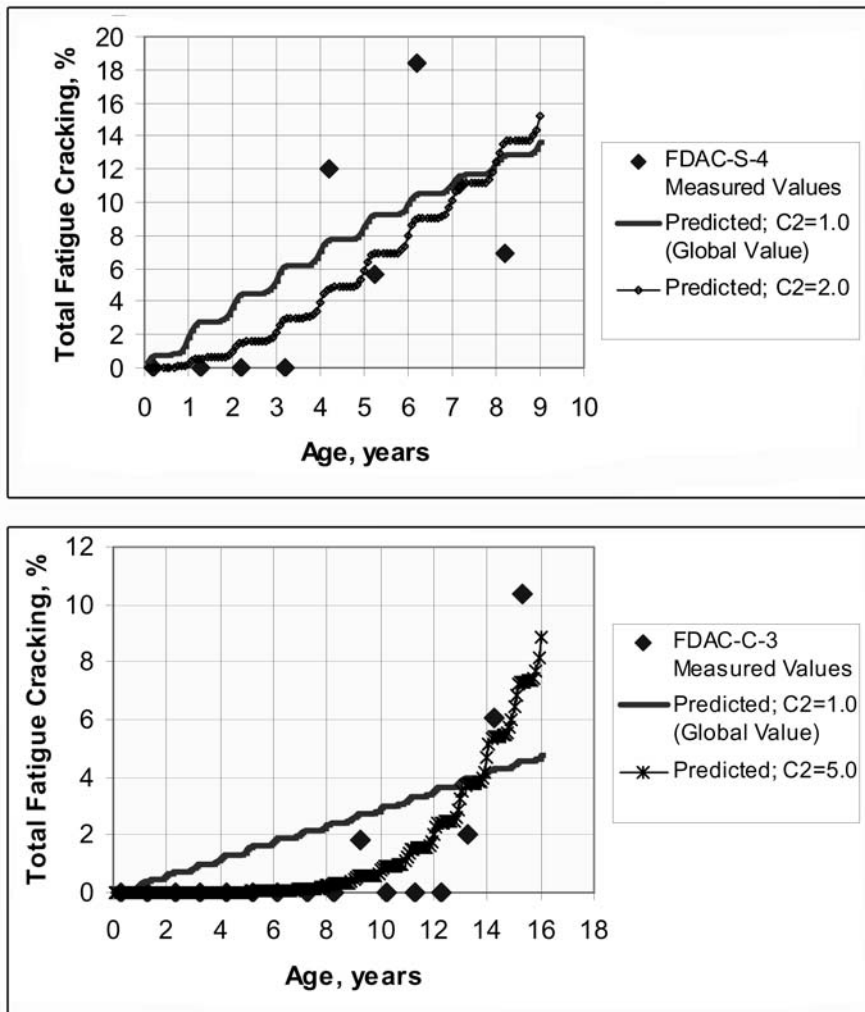 Total Fatigue Cracking, %
20
18
16
14
12
10
8
6
4
2
0
0 1 2 3 4 5 6 7 8 9 10
Age, years
FDAC-S-4
Measured Values
Predicted; C2=1.0
(Global Value)
Predicted; C2=2.0
Total Fatigue Cracking, %
12
10
8
6
4
2
0
0 2 4 6 8 10 12 14 16 18
Age, years
FDAC-C-3
Measured Values
Predicted; C2=1.0
(Global Value)
Predicted; C2=5.0